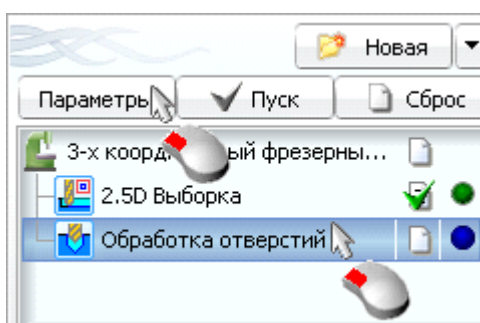 Новая
Параметры Пуск Сброс
3-х коорд ый фрезерны...
2.5D Выборка
Обработка отверстий